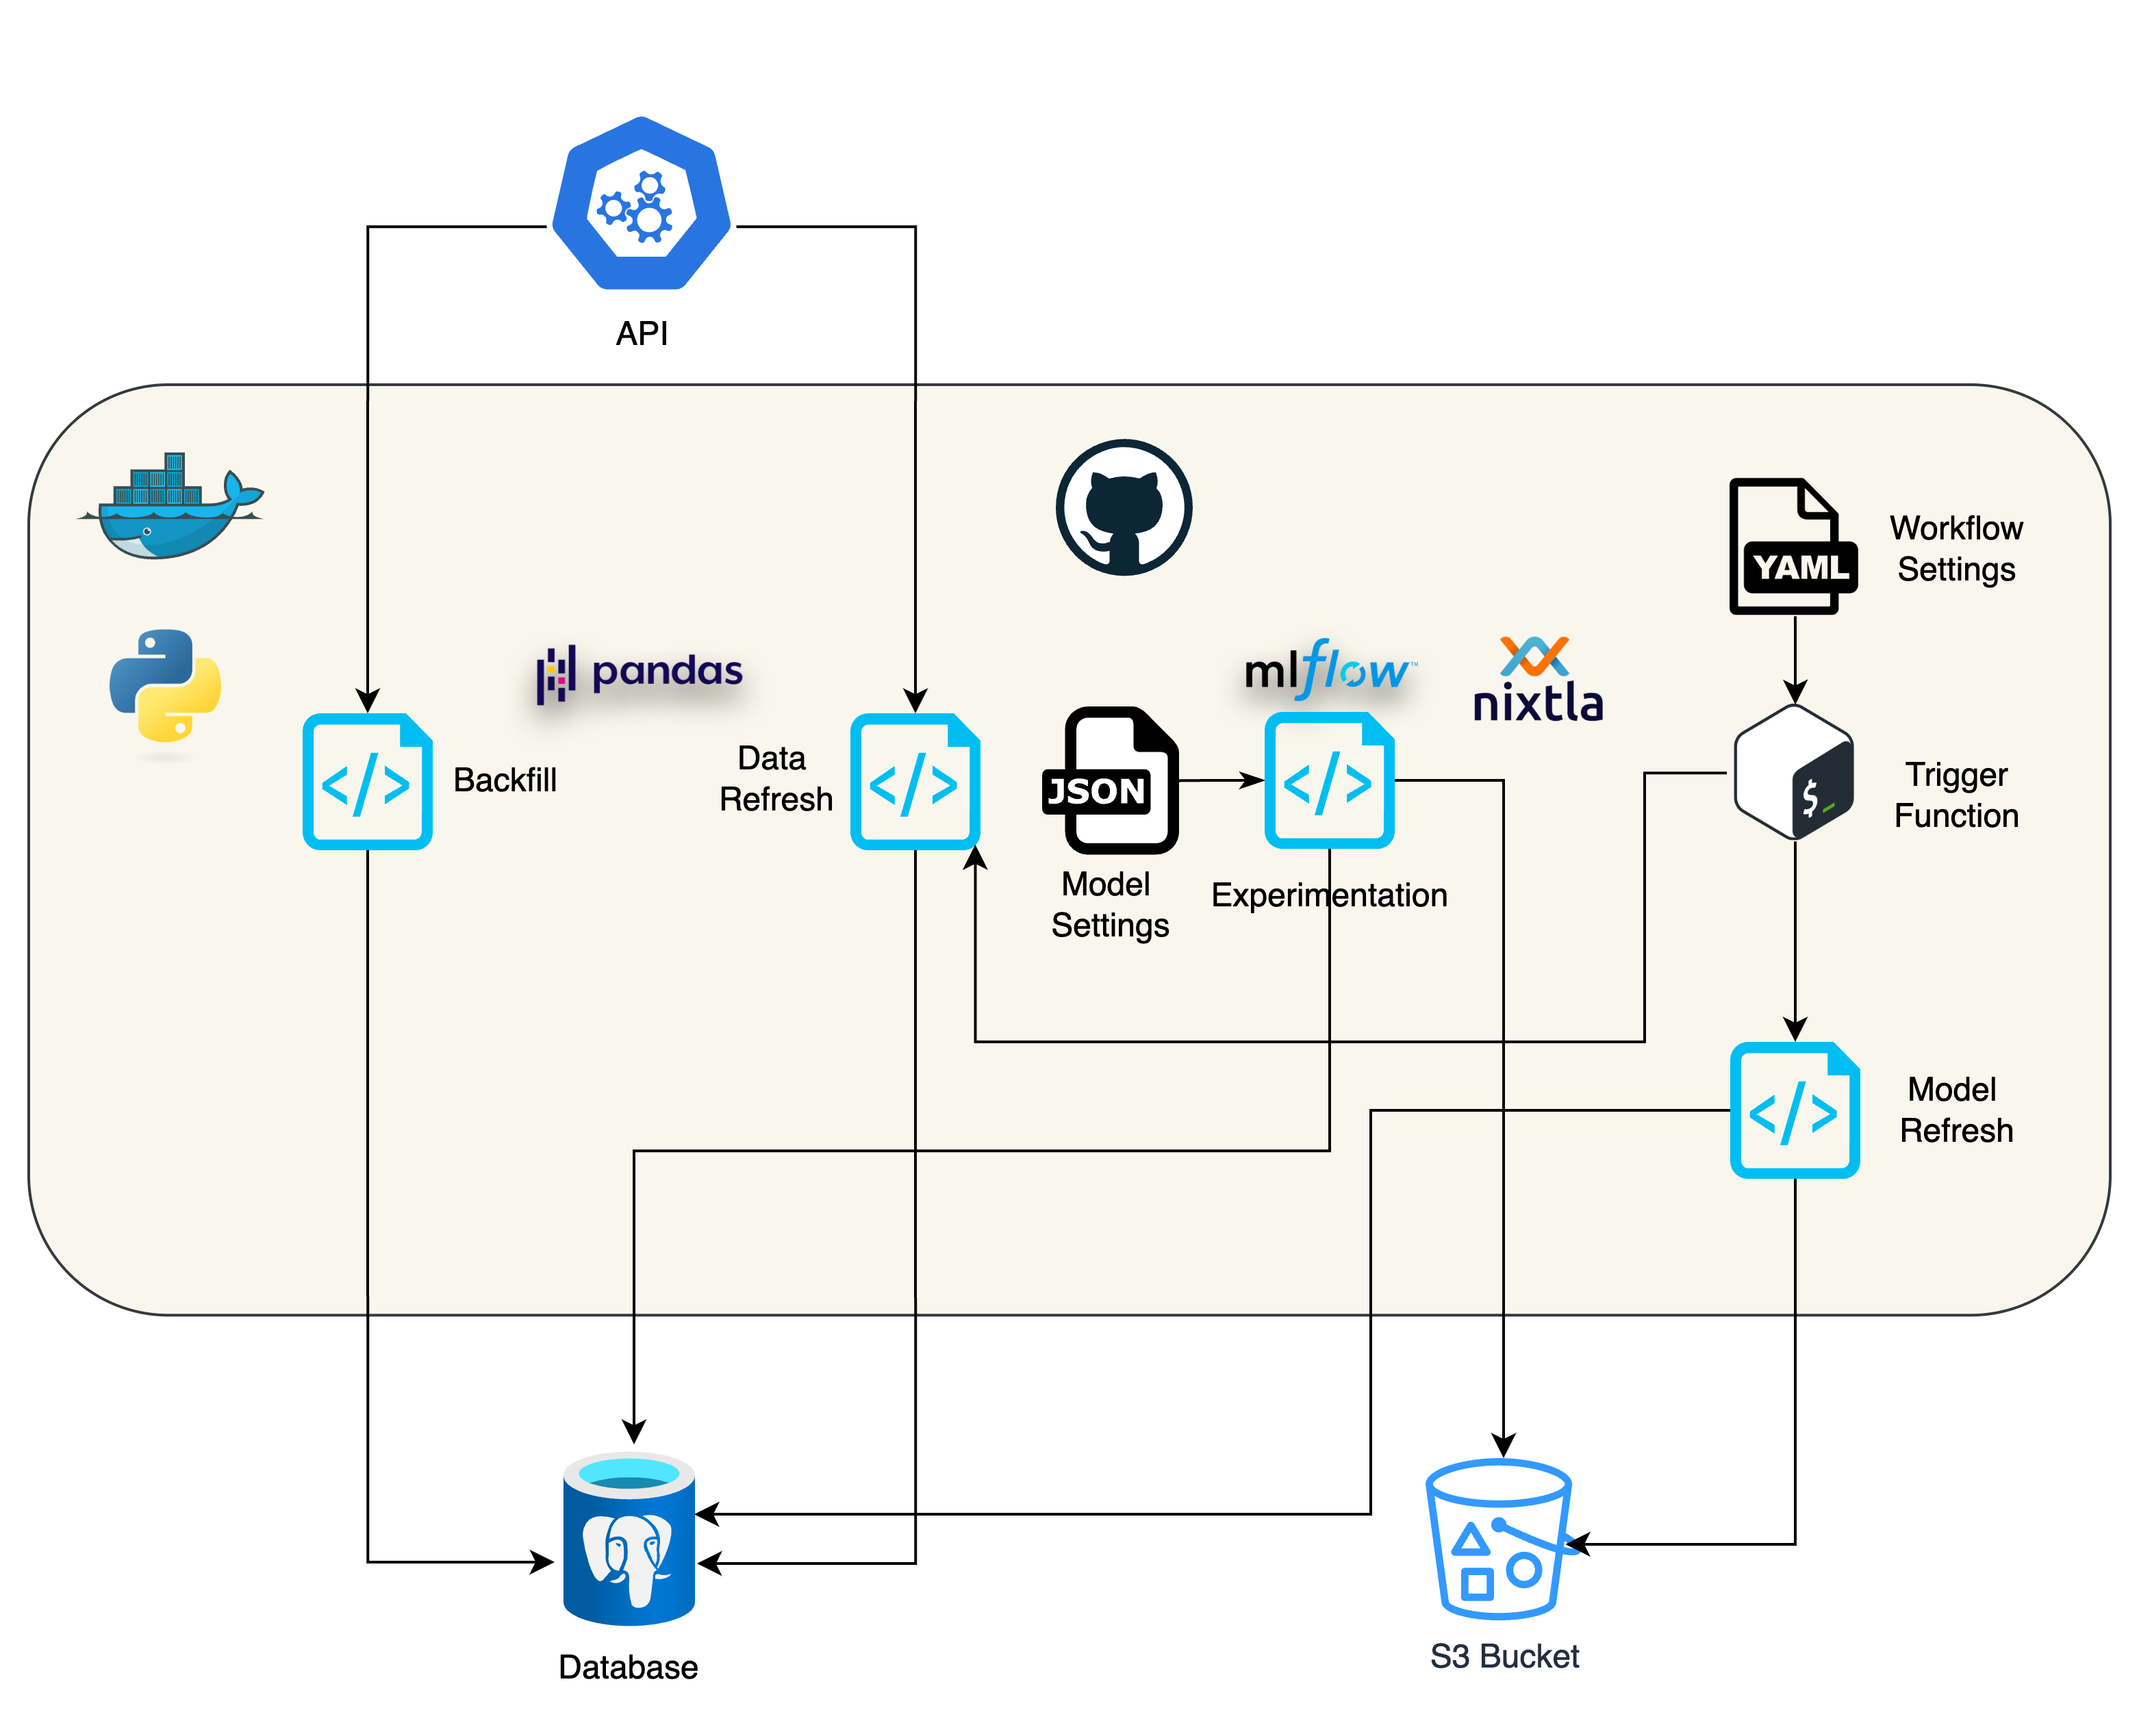 API
Workflow
Settings
YAML
pandas
mlflow™
nixtla
Backfill
Data
Refresh
</>
</>
JSON
</>
$_
Trigger
Function
Model
Settings
Experimentation
</>
Model
Refresh
Database
S3 Bucket